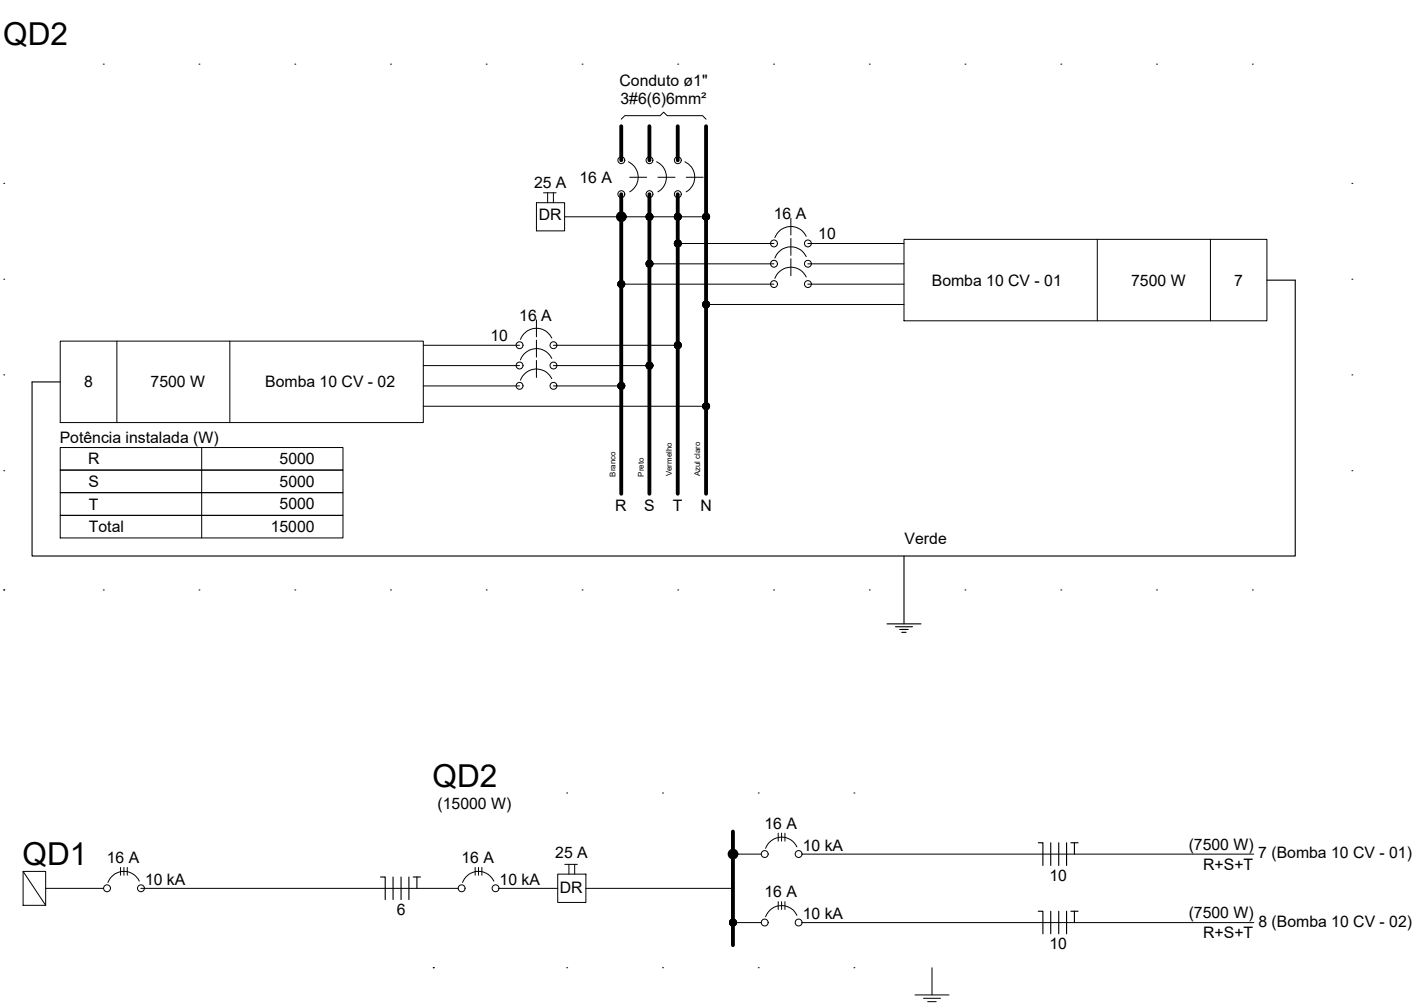 QD2
Conduto ø1"
3#6(6)6mm²
16 A
25 A
DR
16 A
10
Bomba 10 CV - 01
7500 W
7
16 A
10
8
7500 W
Bomba 10 CV - 02
Potência instalada (W)
R 5000
S 5000
T 5000
Total 15000
Branco
Preto
Vermelho
Azul claro
R S T N
Verde
QD2
(15000 W)
QD1
16 A
10 kA
6
16 A
10 kA
25 A
DR
16 A
10 kA
10
(7500 W)
R+S+T
7 (Bomba 10 CV - 01)
16 A
10 kA
10
(7500 W)
R+S+T
8 (Bomba 10 CV - 02)